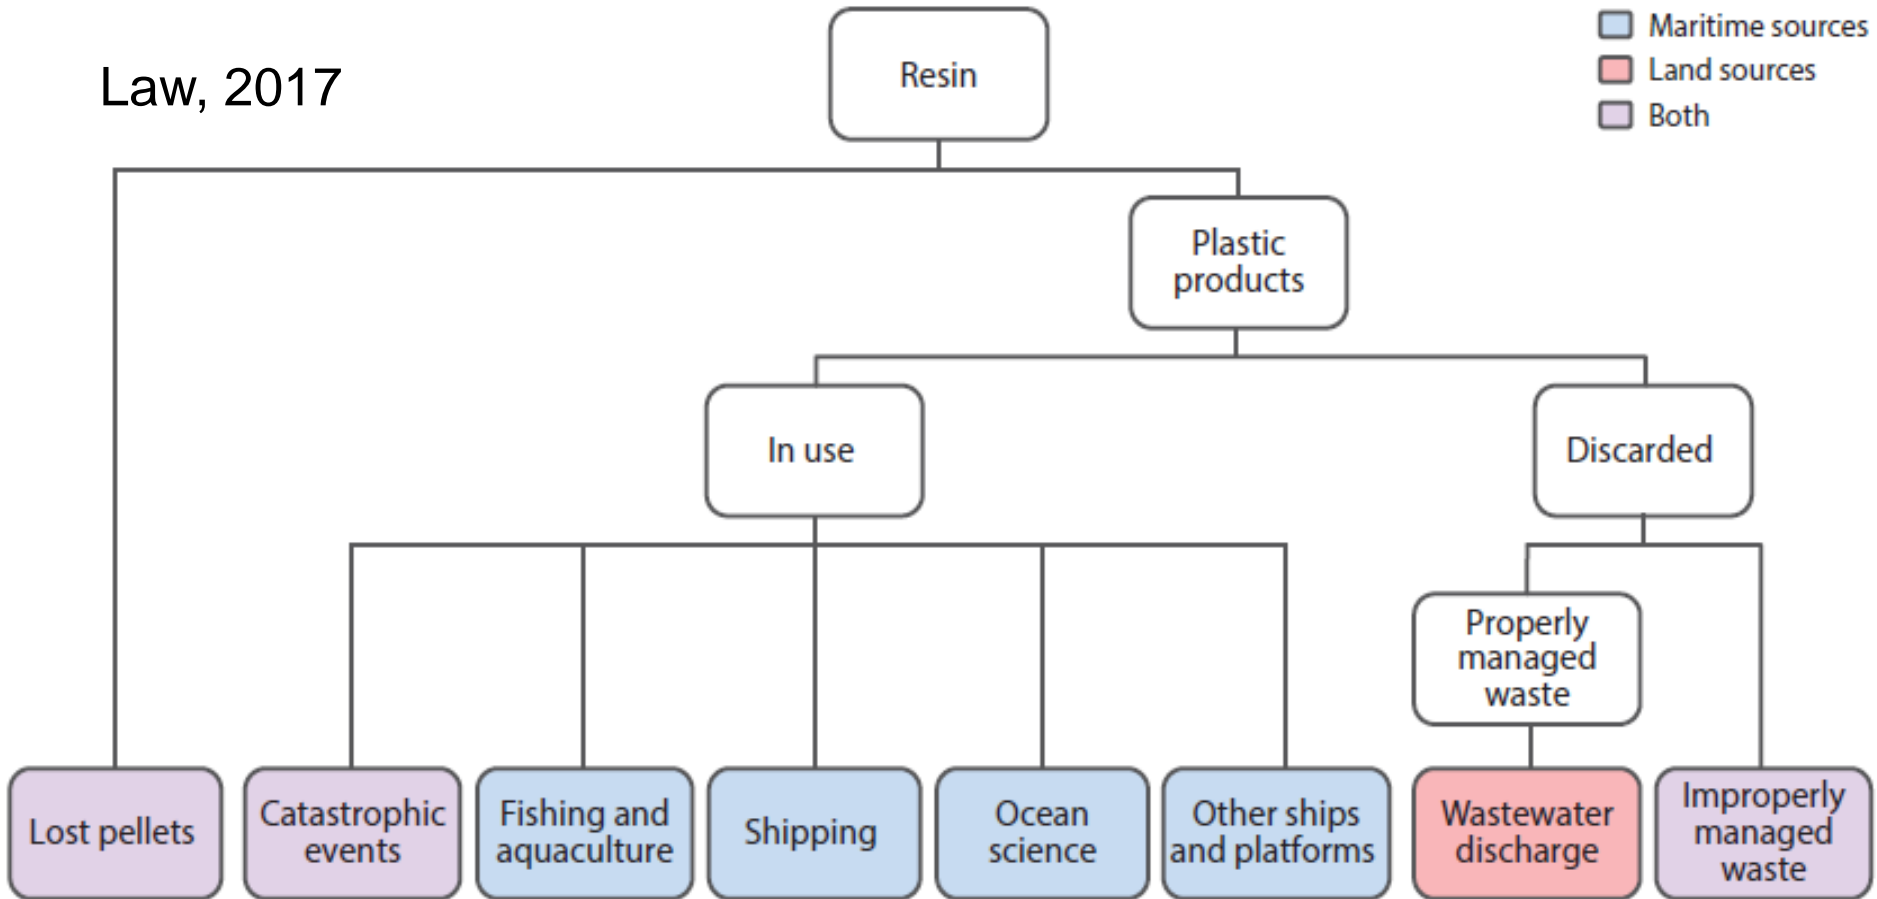 Law, 2017
Resin
Maritime sources
Land sources
Both
Plastic
products
In use
Discarded
Properly
managed
waste
Lost pellets
Catastrophic
events
Fishing and
aquaculture
Shipping
Ocean
science
Other ships
and platforms
Wastewater
discharge
Improperly
managed
waste